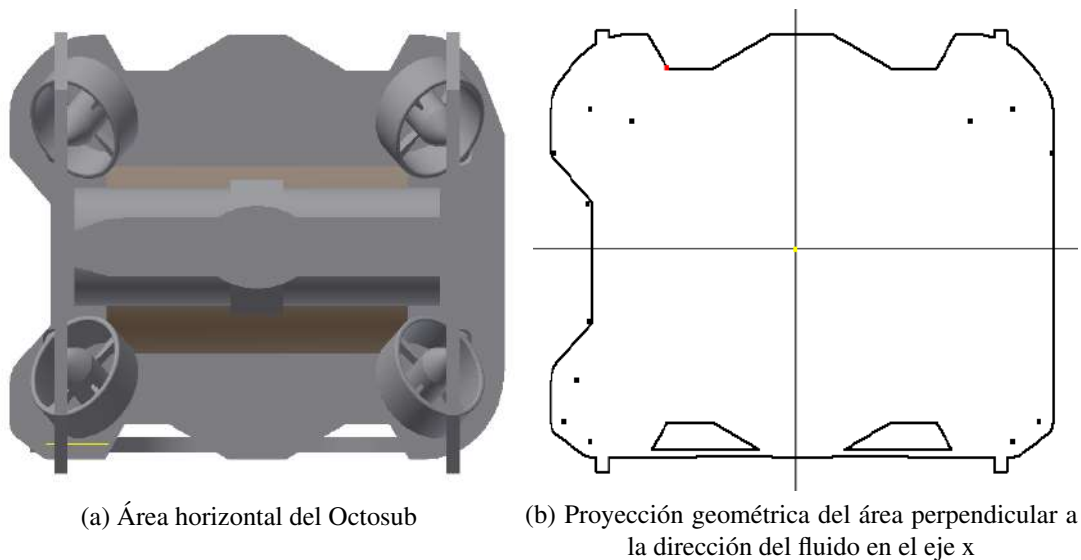 (a) Área horizontal del Octosub
(b) Proyección geométrica del área perpendicular a
la dirección del fluido en el eje x